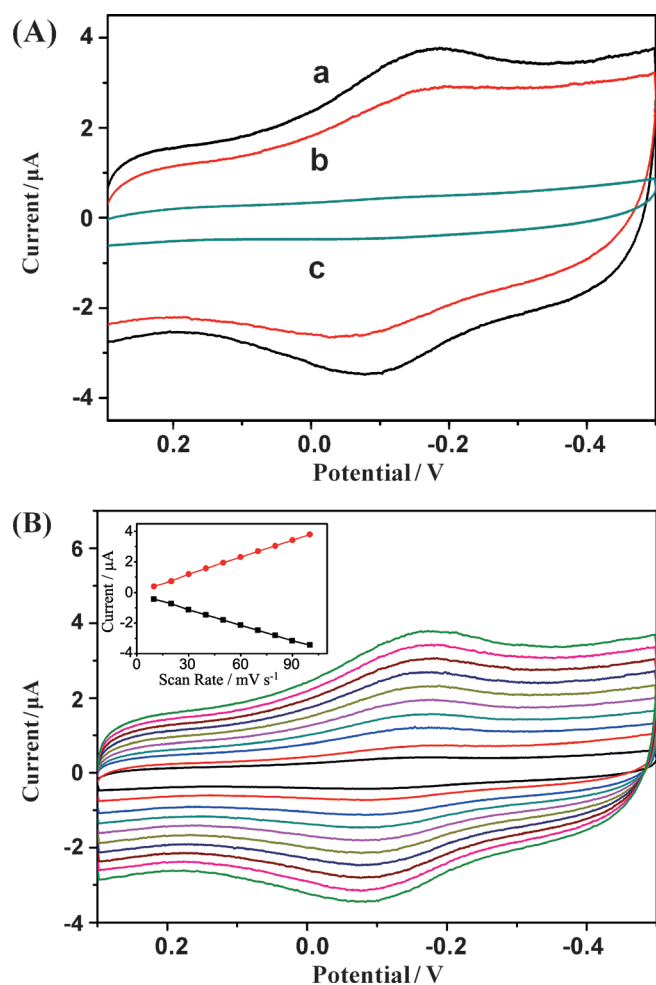 (A)
4
2
0
-2
-4
Current/μA
a
b
c
0.2
0.0
-0.2
-0.4
Potential/ V
(B)
6
4
2
0
-2
-4
Current/μA
4
2
0
-2
-4
Current / μA
0
30
60
90
Scan Rate / mV s-1
0.2
0.0
-0.2
-0.4
Potential/ V